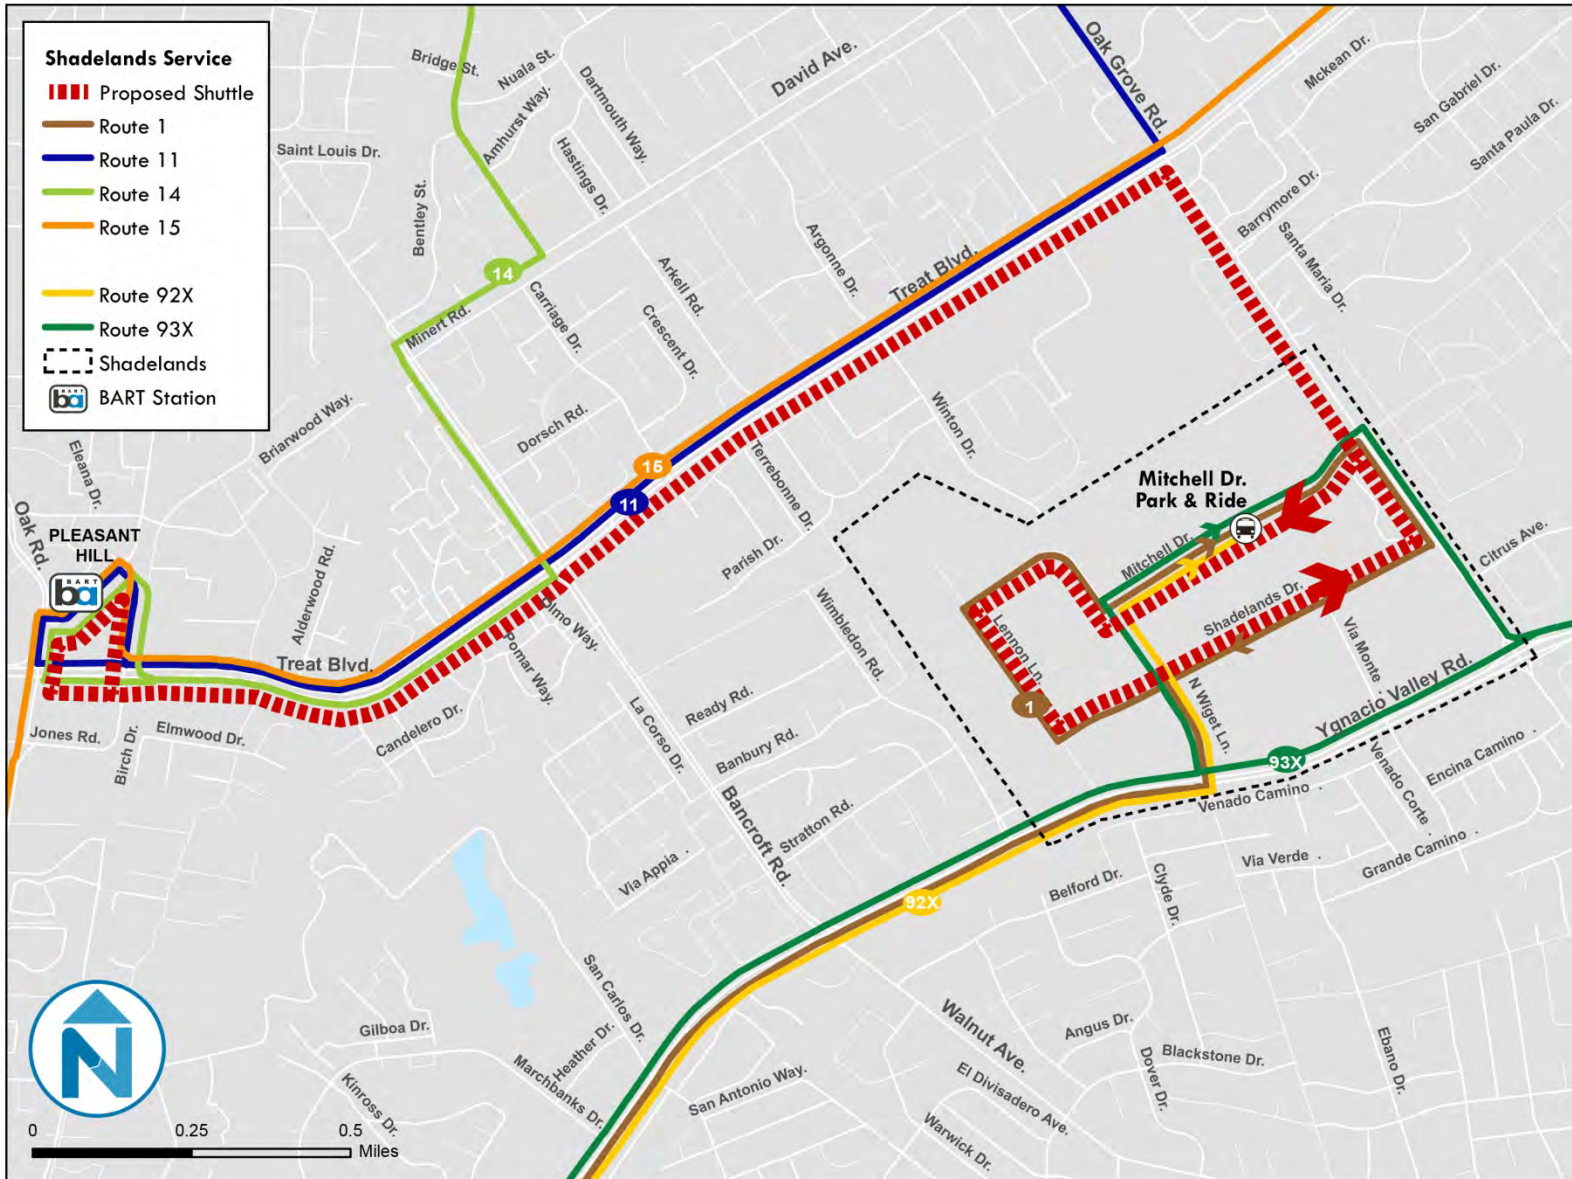 Shadelands Service
Proposed Shuttle
Route 1
Route 11
Route 14
Route 15
Route 92X
Route 93X
Shadelands
BART
ba
BART Station
Bridge St.
Nuala St.
Amhurst Way.
Dartmouth Way.
Hastings Dr.
David Ave.
Saint Louis Dr.
Bentley St.
Oak Grove Rd.
Mckean Dr.
San Gabriel Dr.
Santa Paula Dr.
Barrymore Dr.
Santa Maria Dr.
14
Minert Rd.
Carriage Dr.
Arkell Rd.
Crescent Dr.
Argonne Dr.
Treat Blvd.
Dorsch Rd.
Briarwood Way.
Eleana Dr.
Winton Dr.
15
11
Terrebonne Dr.
Parish Dr.
Oak Rd.
PLEASANT
HILL
BART
ba
Alderwood Rd.
Treat Blvd.
Mitchell Dr.
Park & Ride
Mitchell Dr.
Citrus Ave.
Shadelands Dr.
Lennon Ln.
Via Monte .
N Wiget Ln.
Ygnacio Valley Rd.
1
Olmo Way.
Pomar Way.
Wimbledon Rd.
La Corso Dr.
Ready Rd.
Banbury Rd.
Stratton Rd.
Bancroft Rd.
Via Appia .
Jones Rd.
Birch Dr.
Elmwood Dr.
Candelero Dr.
93X
Venado Camino .
Venado Corte .
Encina Camino .
Grande Camino .
Via Verde .
Belford Dr.
Clyde Dr.
92X
San Carlos Dr.
Heather Dr.
Marchbanks Dr.
Gilboa Dr.
Kinross Dr.
San Antonio Way.
Walnut Ave.
Angus Dr.
Blackstone Dr.
Dover Dr.
Ebano Dr.
El Divisadero Ave.
Warwick Dr.
N
0 0.25 0.5
Miles